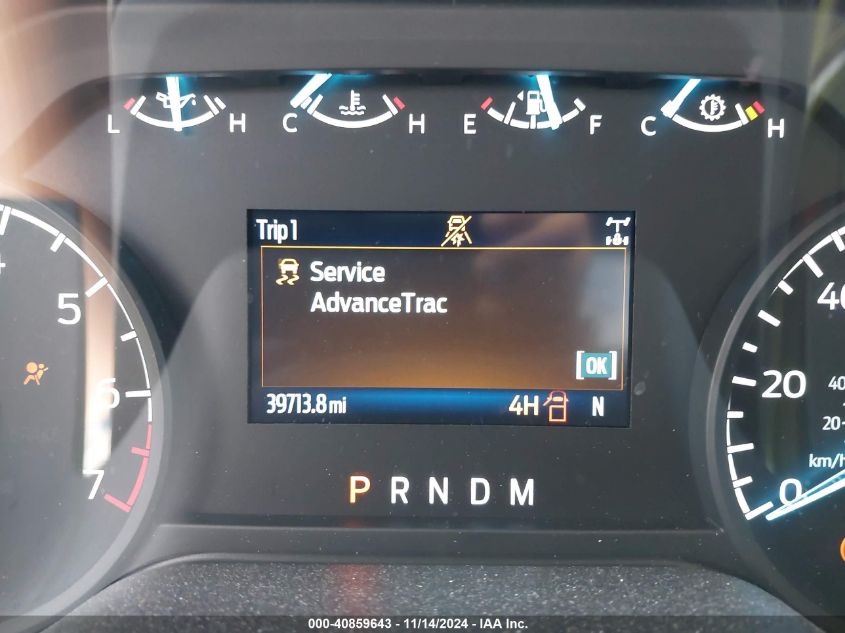 L H C H E F C H
Trip 1
Service
AdvanceTrac
OK
39713.8 mi 4H N
P R N D M
5
6
7
40
20
0
40
20
km/h
000-40859643 - 11/14/2024 - IAA Inc.